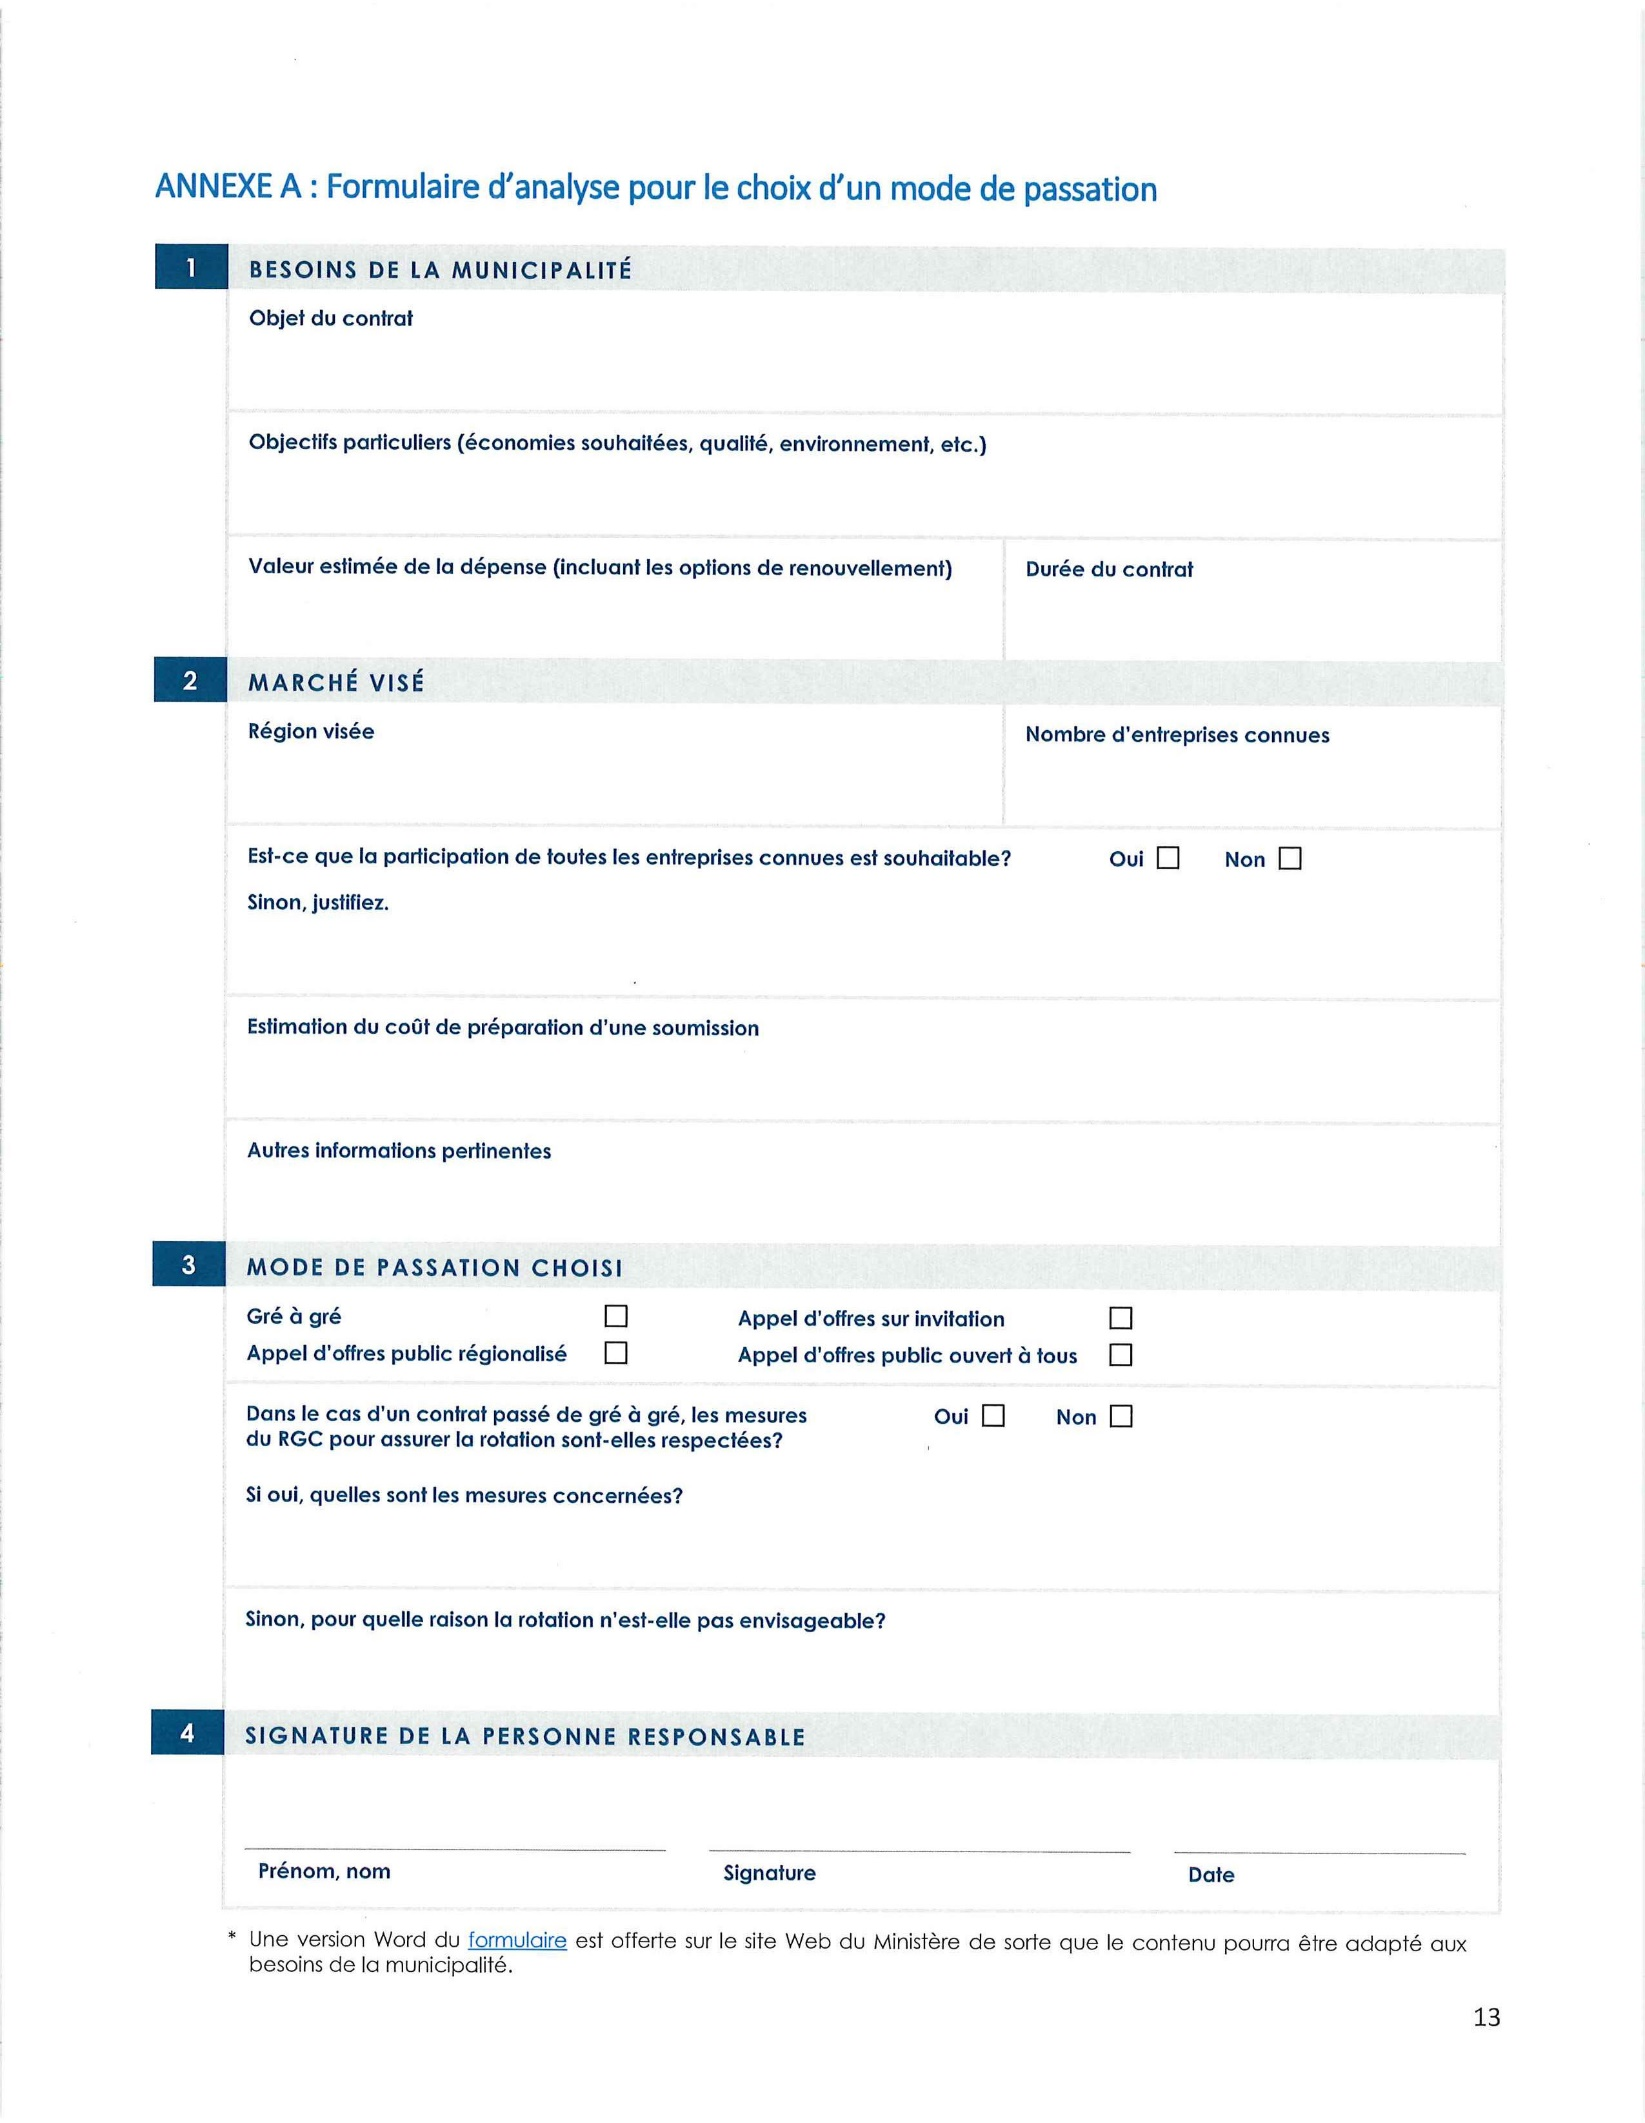 ANNEXE A : Formulaire d'analyse pour le choix d'un mode de passation
1 BESOINS DE LA MUNICIPALITÉ
Objet du contrat
Objectifs particuliers (économies souhaitées, qualité, environnement, etc.)
Valeur estimée de la dépense (incluant les options de renouvellement) Durée du contrat
2 MARCHÉ VISÉ
Région visée Nombre d'entreprises connues
Est-ce que la participation de toutes les entreprises connues est souhaitable? Oui ☐ Non ☐
Sinon, justifiez.
Estimation du coût de préparation d'une soumission
Autres informations pertinentes
3 MODE DE PASSATION CHOISI
Gré à gré ☐ Appel d'offres sur invitation ☐
Appel d'offres public régionalisé ☐ Appel d'offres public ouvert à tous ☐
Dans le cas d'un contrat passé de gré à gré, les mesures Oui ☐ Non ☐
du RGC pour assurer la rotation sont-elles respectées?
Si oui, quelles sont les mesures concernées?
Sinon, pour quelle raison la rotation n'est-elle pas envisageable?
4 SIGNATURE DE LA PERSONNE RESPONSABLE
Prénom, nom Signature Date
* Une version Word du formulaire est offerte sur le site Web du Ministère de sorte que le contenu pourra être adapté aux
besoins de la municipalité.
13